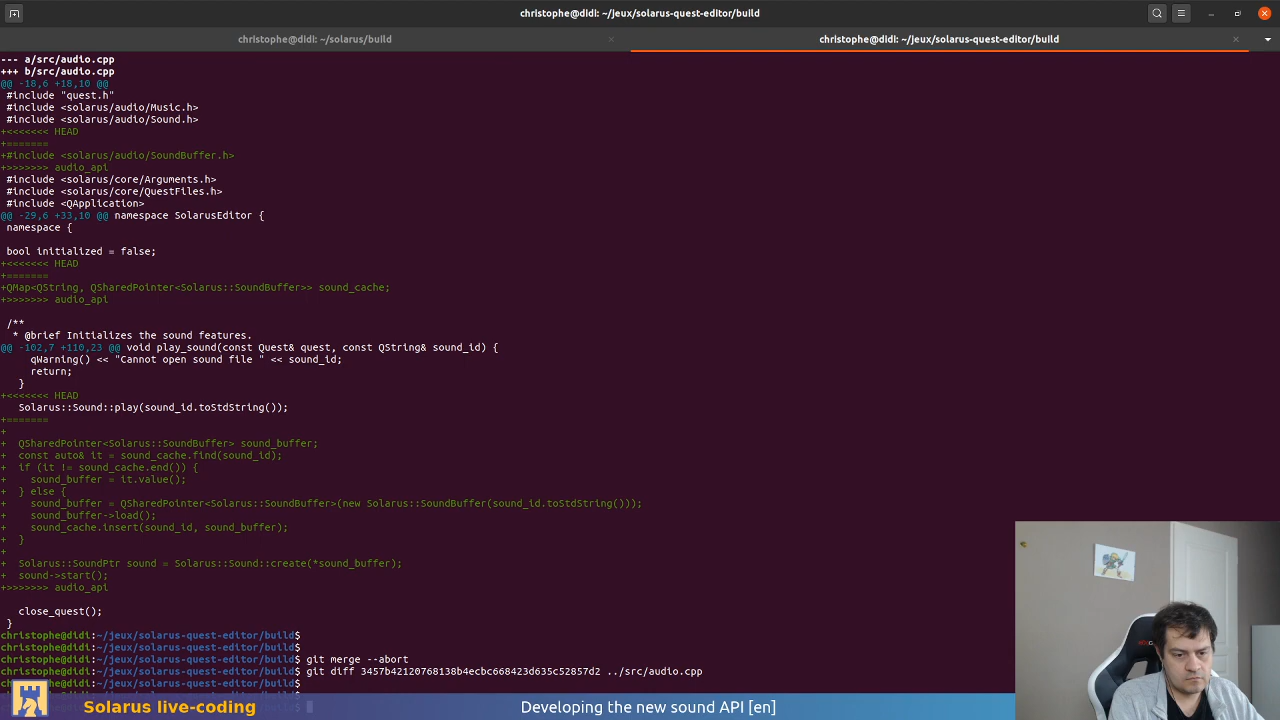 christophe@didi: ~/jeux/solarus-quest-editor/build
christophe@didi: ~/solarus/build
christophe@didi: ~/jeux/solarus-quest-editor/build
--- a/src/audio.cpp
+++ b/src/audio.cpp
@@ -18,6 +18,10 @@
 #include "quest.h"
 #include <solarus/audio/Music.h>
 #include <solarus/audio/Sound.h>
+<<<<<<< HEAD
+=======
+#include <solarus/audio/SoundBuffer.h>
+>>>>>>> audio_api
 #include <solarus/core/Arguments.h>
 #include <solarus/core/QuestFiles.h>
 #include <QApplication>
@@ -29,6 +33,10 @@ namespace SolarusEditor {
 namespace {
 bool initialized = false;
+<<<<<<< HEAD
+=======
+QMap<QString, QSharedPointer<Solarus::SoundBuffer>> sound_cache;
+>>>>>>> audio_api
 /**
  * @brief Initializes the sound features.
@@ -102,7 +110,23 @@ void play_sound(const Quest& quest, const QString& sound_id) {
     qWarning() << "Cannot open sound file " << sound_id;
     return;
   }
+<<<<<<< HEAD
   Solarus::Sound::play(sound_id.toStdString());
+=======
+
+  QSharedPointer<Solarus::SoundBuffer> sound_buffer;
+  const auto& it = sound_cache.find(sound_id);
+  if (it != sound_cache.end()) {
+    sound_buffer = it.value();
+  } else {
+    sound_buffer = QSharedPointer<Solarus::SoundBuffer>(new Solarus::SoundBuffer(sound_id.toStdString()));
+    sound_buffer->load();
+    sound_cache.insert(sound_id, sound_buffer);
+  }
+
+  Solarus::SoundPtr sound = Solarus::Sound::create(*sound_buffer);
+  sound->start();
+>>>>>>> audio_api
   close_quest();
 }
christophe@didi:~/jeux/solarus-quest-editor/build$
christophe@didi:~/jeux/solarus-quest-editor/build$
christophe@didi:~/jeux/solarus-quest-editor/build$ git merge --abort
christophe@didi:~/jeux/solarus-quest-editor/build$ git diff 3457b42120768138b4ecbc668423d635c52857d2 ../src/audio.cpp
christophe@didi:~/jeux/solarus-quest-editor/build$
Solarus live-coding
Developing the new sound API [en]